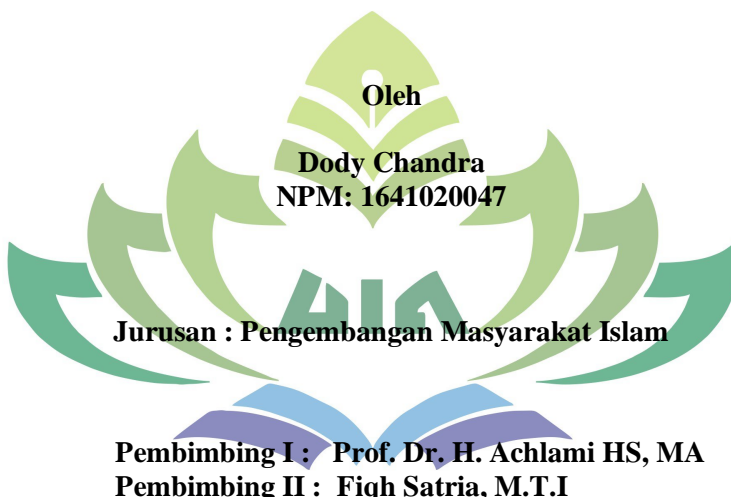 Oleh
Dody Chandra
NPM: 1641020047
UIN
Jurusan : Pengembangan Masyarakat Islam
Pembimbing I : Prof. Dr. H. Achlami HS, MA
Pembimbing II : Fiqh Satria, M.T.I